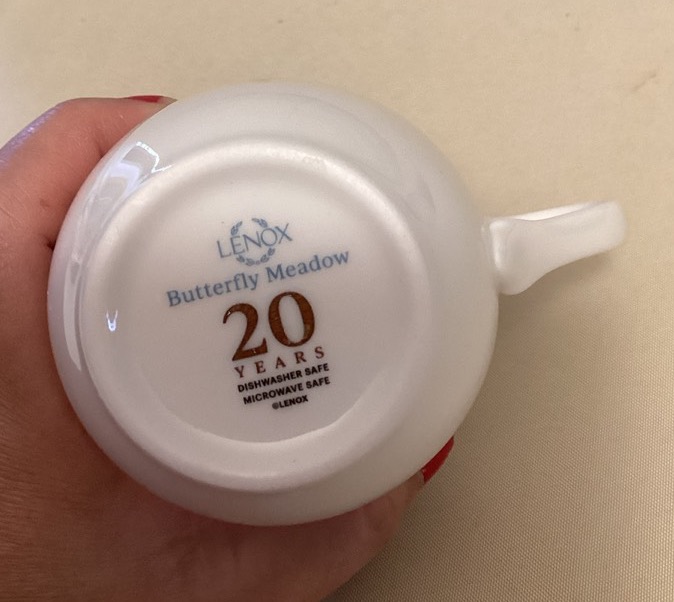 LENOX
Butterfly Meadow
20
YEARS
DISHWASHER SAFE
MICROWAVE SAFE
©LENOX